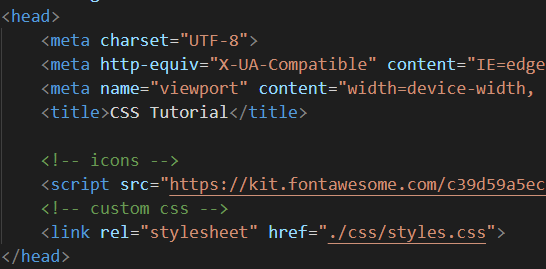 <head>
<meta charset="UTF-8">
<meta http-equiv="X-UA-Compatible" content="IE=edge
<meta name="viewport" content="width=device-width,
<title>CSS Tutorial</title>
<!-- icons -->
<script src="https://kit.fontawesome.com/c39d59a5ec
<!-- custom css -->
<link rel="stylesheet" href="./css/styles.css">
</head>